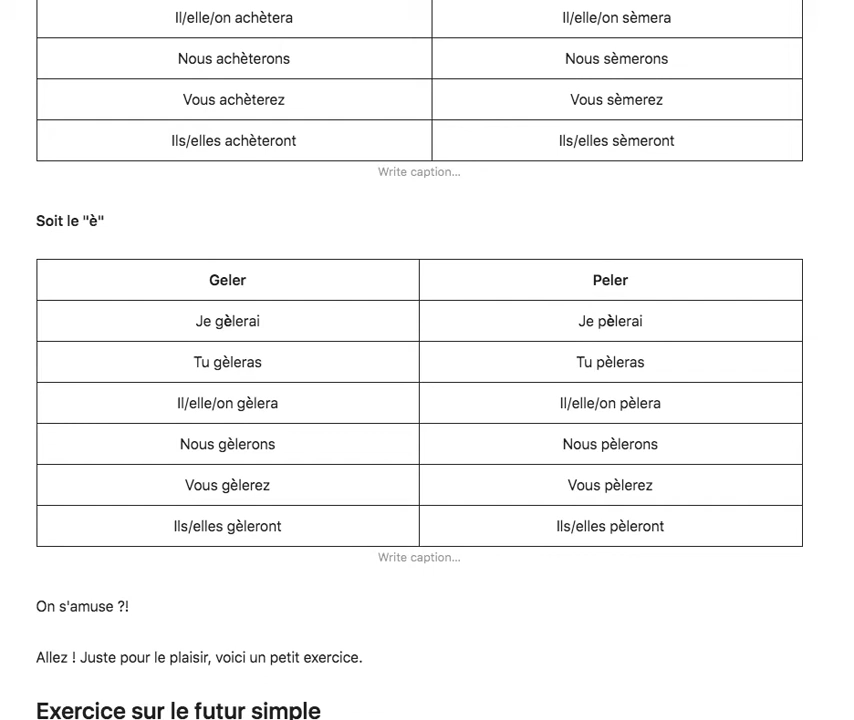 Il/elle/on achètera Il/elle/on sèmera
Nous achèterons Nous sèmerons
Vous achèterez Vous sèmerez
Ils/elles achèteront Ils/elles sèmeront
Write caption...
Soit le "è"
Geler Peler
Je gèlerai Je pèlerai
Tu gèleras Tu pèleras
Il/elle/on gèlera Il/elle/on pèlera
Nous gèlerons Nous pèlerons
Vous gèlerez Vous pèlerez
Ils/elles gèleront Ils/elles pèleront
Write caption...
On s'amuse ?!
Allez ! Juste pour le plaisir, voici un petit exercice.
Exercice sur le futur simple